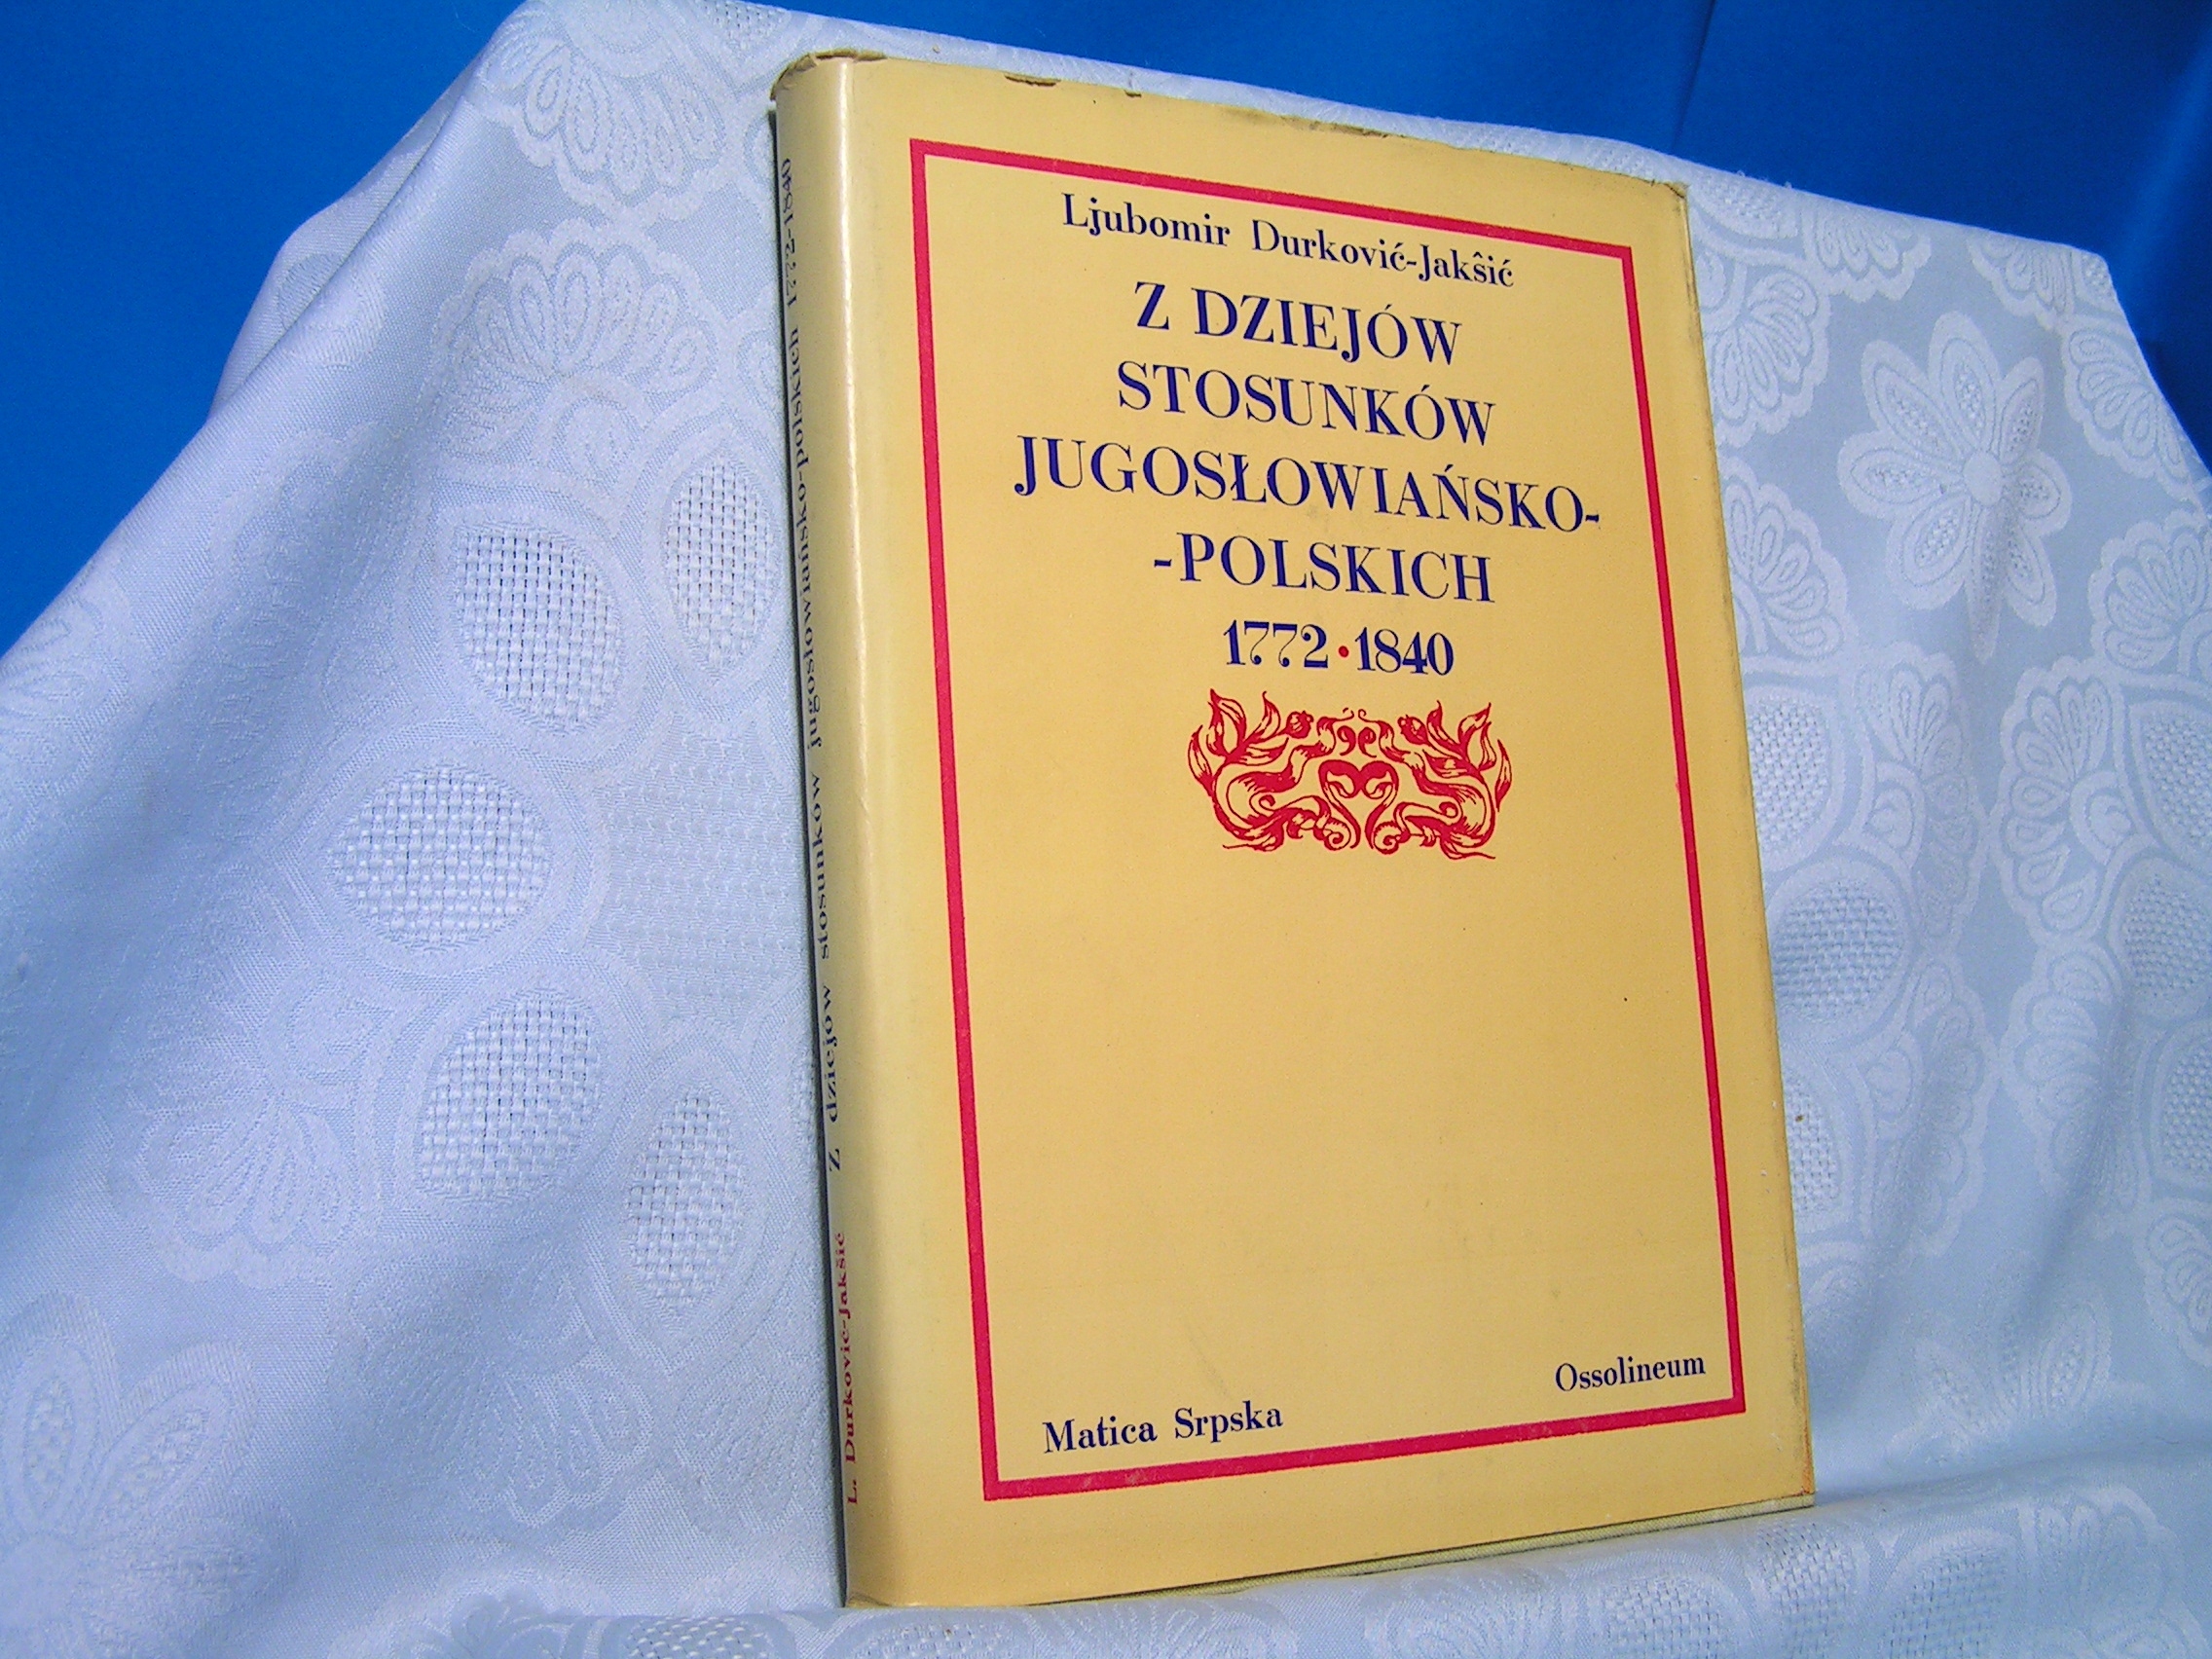 Ljubomir Durković-Jakŝić
Z DZIEJÓW
STOSUNKÓW
JUGOSŁOWIAŃSKO-
-POLSKICH
1772·1840
Matica Srpska
Ossolineum
L. Durković-Jakšić Z dziejów stosunków jugosłowiańsko-polskich 1772-1840